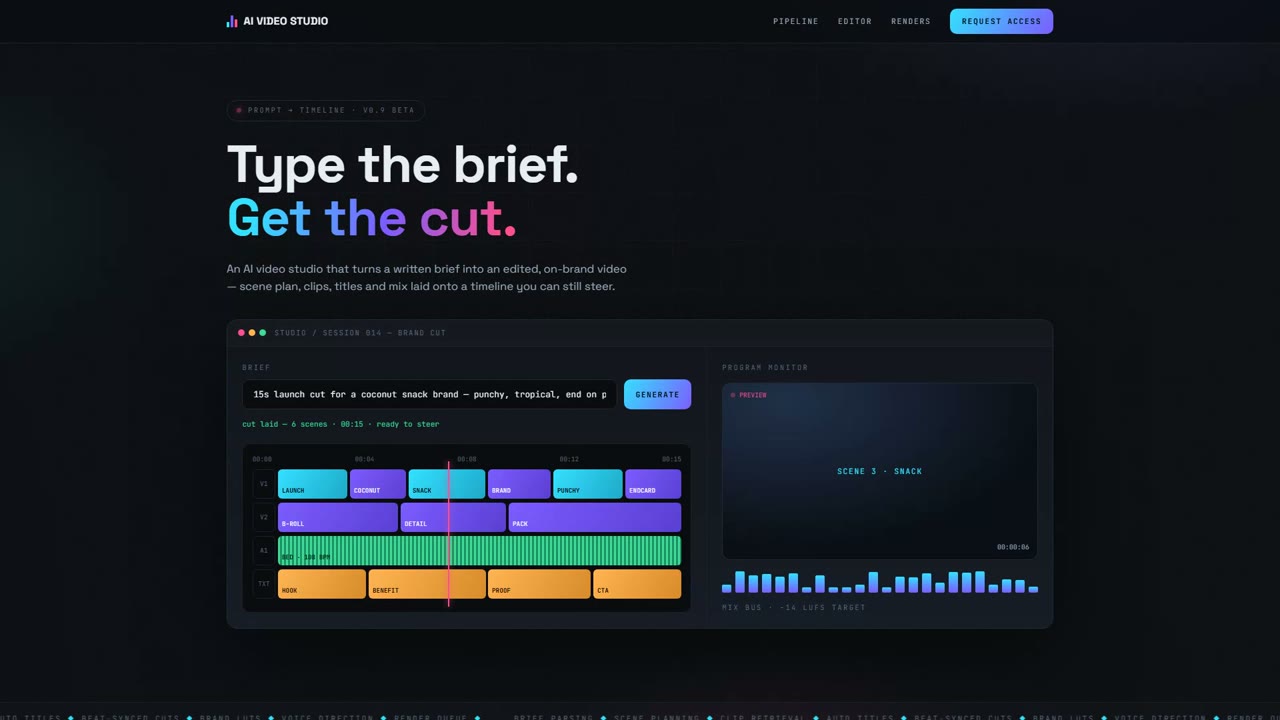 AI VIDEO STUDIO
PIPELINE
EDITOR
RENDERS
REQUEST ACCESS
PROMPT → TIMELINE · V0.9 BETA
Type the brief.
Get the cut.
An AI video studio that turns a written brief into an edited, on-brand video
— scene plan, clips, titles and mix laid onto a timeline you can still steer.
STUDIO / SESSION 014 — BRAND CUT
BRIEF
15s launch cut for a coconut snack brand — punchy, tropical, end on p
GENERATE
cut laid — 6 scenes · 00:15 · ready to steer
00:00 00:04 00:08 00:12 00:15
V1 LAUNCH COCONUT SNACK BRAND PUNCHY ENDCARD
V2 B-ROLL DETAIL PACK
A1 BED · 108 BPM
TXT HOOK BENEFIT PROOF CTA
PROGRAM MONITOR
PREVIEW
SCENE 3 · SNACK
00:00:06
MIX BUS · -14 LUFS TARGET
AUTO TITLES ◆ BEAT-SYNCED CUTS ◆ BRAND LUTS ◆ VOICE DIRECTION ◆ RENDER QUEUE ◆ BRIEF PARSING ◆ SCENE PLANNING ◆ CLIP RETRIEVAL ◆ AUTO TITLES ◆ BEAT-SYNCED CUTS ◆ BRAND LUTS ◆ VOICE DIRECTION ◆ RENDER